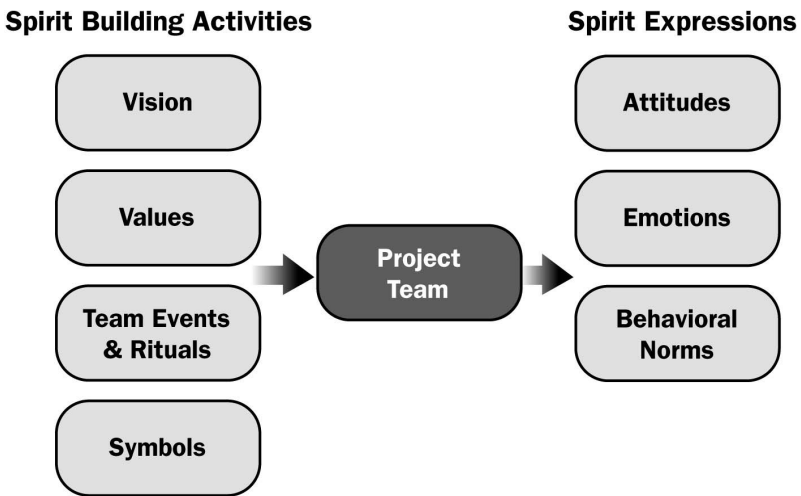 Spirit Building Activities
Vision
Values
Team Events
& Rituals
Symbols
Project
Team
Spirit Expressions
Attitudes
Emotions
Behavioral
Norms